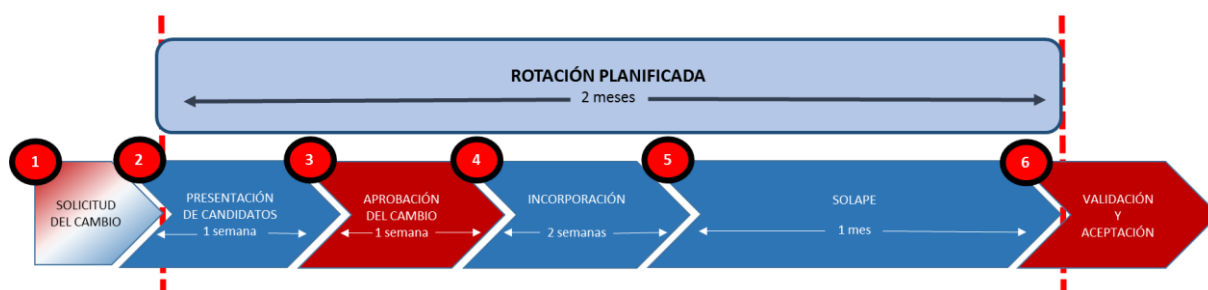 ROTACIÓN PLANIFICADA
2 meses
1
2
3
4
5
6
SOLICITUD
DEL CAMBIO
PRESENTACIÓN
DE CANDIDATOS
1 semana
APROBACIÓN
DEL CAMBIO
1 semana
INCORPORACIÓN
2 semanas
SOLAPE
1 mes
VALIDACIÓN
Y
ACEPTACIÓN